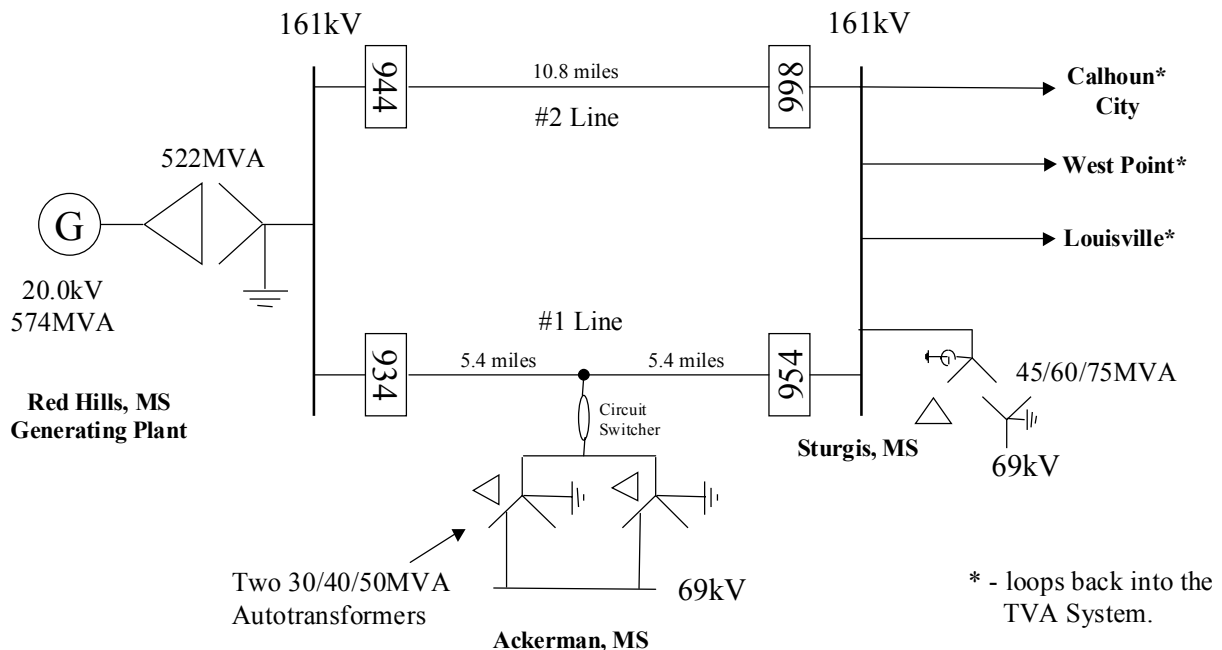 161kV
161kV
944
10.8 miles
998
#2 Line
Calhoun*
City
West Point*
Louisville*
522MVA
G
20.0kV
574MVA
Red Hills, MS
Generating Plant
#1 Line
934
5.4 miles
5.4 miles
954
Circuit
Switcher
45/60/75MVA
Sturgis, MS
69kV
Two 30/40/50MVA
Autotransformers
69kV
Ackerman, MS
* - loops back into the
TVA System.